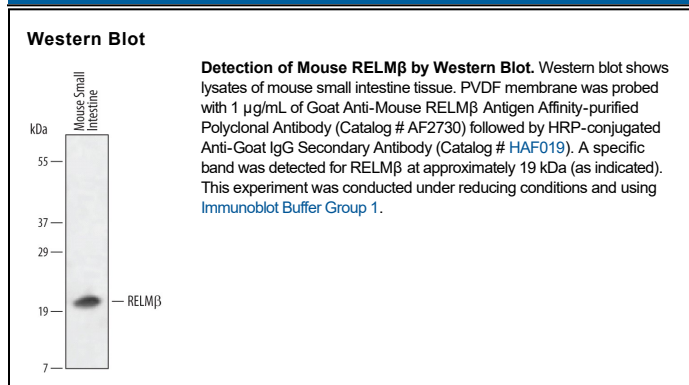 Western Blot
Detection of Mouse RELMβ by Western Blot. Western blot shows
lysates of mouse small intestine tissue. PVDF membrane was probed
with 1 µg/mL of Goat Anti-Mouse RELMβ Antigen Affinity-purified
Polyclonal Antibody (Catalog # AF2730) followed by HRP-conjugated
Anti-Goat IgG Secondary Antibody (Catalog # HAF019). A specific
band was detected for RELMβ at approximately 19 kDa (as indicated).
This experiment was conducted under reducing conditions and using
Immunoblot Buffer Group 1.
Mouse Small
Intestine
kDa
55
37
29
RELMβ
19
7